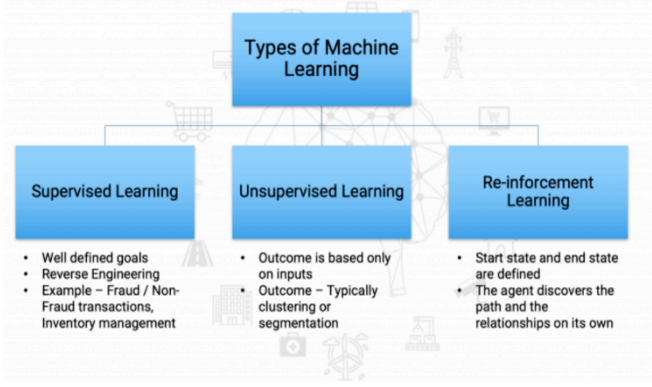 Types of Machine
Learning
Supervised Learning
Unsupervised Learning
Re-inforcement
Learning
• Well defined goals
• Reverse Engineering
• Example – Fraud / Non-
Fraud transactions,
Inventory management
• Outcome is based only
on inputs
• Outcome – Typically
clustering or
segmentation
• Start state and end state
are defined
• The agent discovers the
path and the
relationships on its own